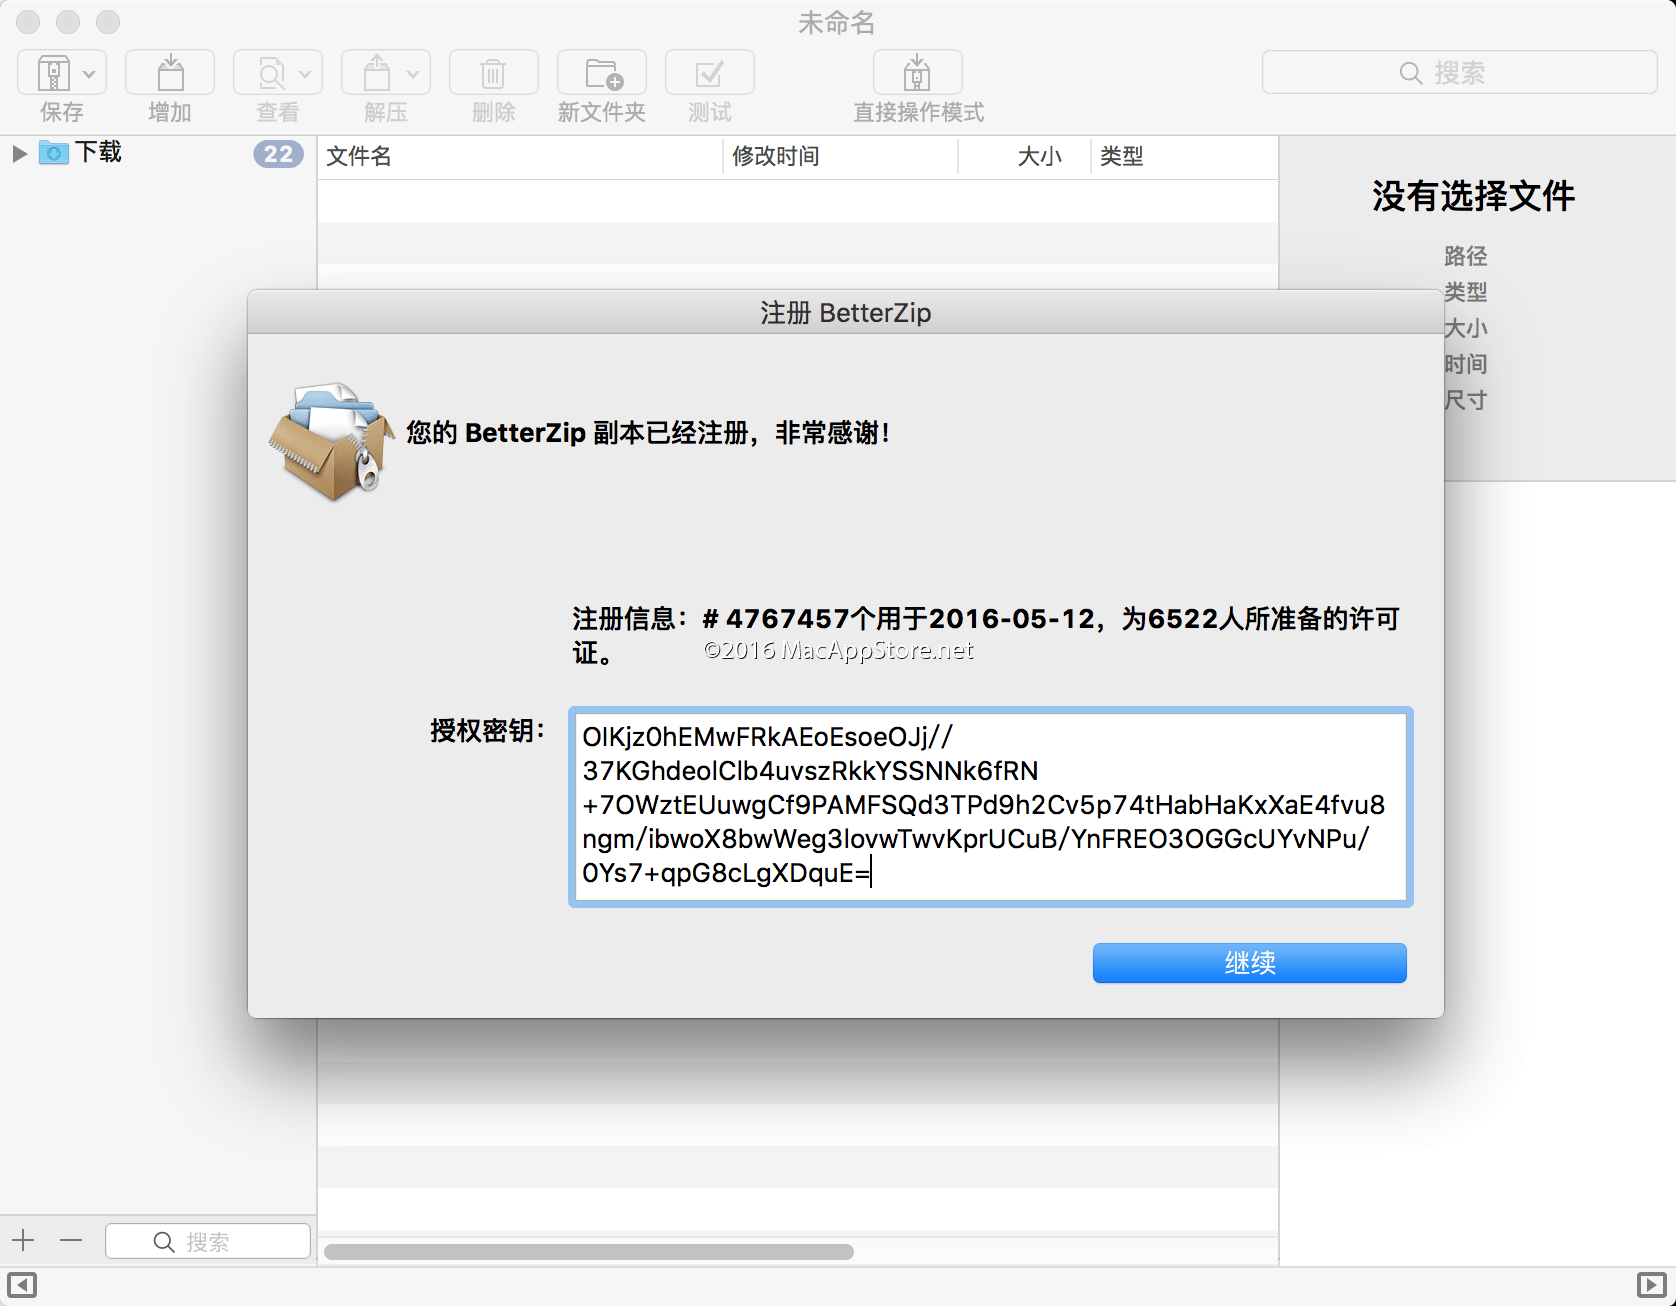 未命名
保存
增加
查看
解压
删除
新文件夹
测试
直接操作模式
搜索
下载
22
文件名
修改时间
大小
类型
没有选择文件
路径
类型
大小
时间
尺寸
注册 BetterZip
您的 BetterZip 副本已经注册，非常感谢！
注册信息：# 4767457个用于2016-05-12，为6522人所准备的许可
证。
©2016 MacAppStore.net
授权密钥：
OIKjz0hEMwFRkAEoEsoeOJj//
37KGhdeolClb4uvszRkkYSSNNk6fRN
+7OWztEUuwgCf9PAMFSQd3TPd9h2Cv5p74tHabHaKxXaE4fvu8
ngm/ibwoX8bwWeg3lovwTwvKprUCuB/YnFREO3OGGcUYvNPu/
0Ys7+qpG8cLgXDquE=
继续
搜索